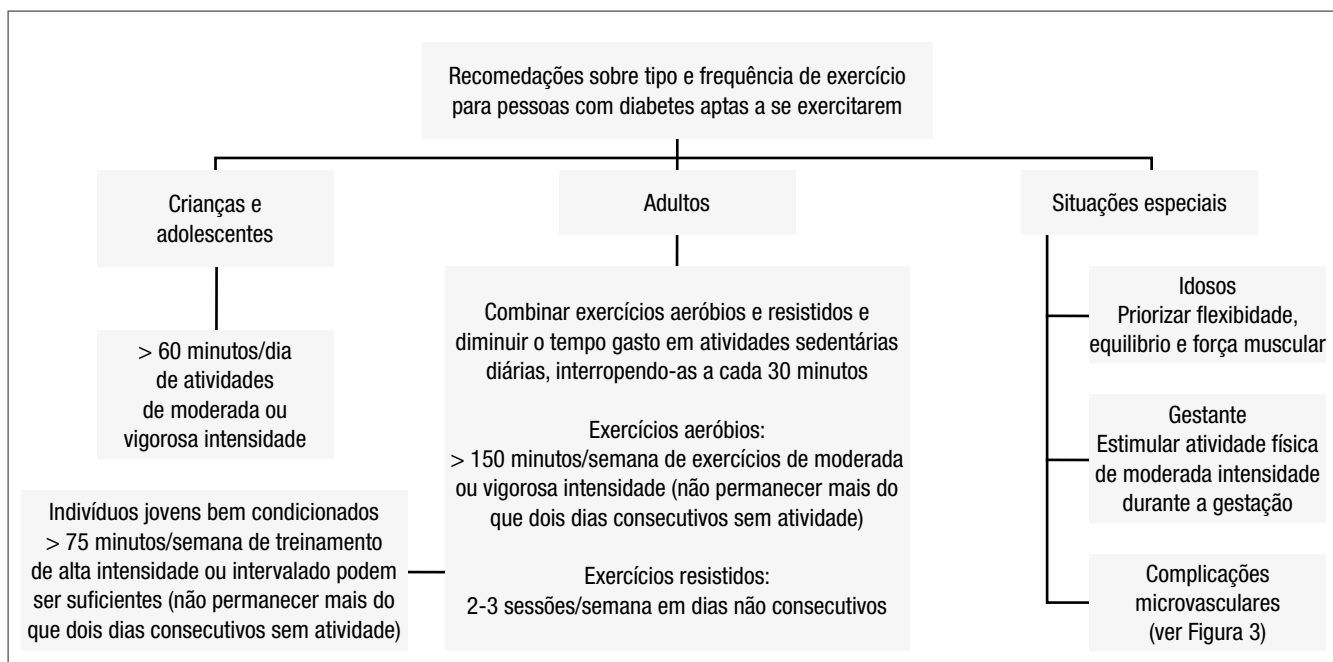 Recomedações sobre tipo e frequência de exercício
para pessoas com diabetes aptas a se exercitarem
Crianças e
adolescentes
> 60 minutos/dia
de atividades
de moderada ou
vigorosa intensidade
Adultos
Combinar exercícios aeróbios e resistidos e
diminuir o tempo gasto em atividades sedentárias
diárias, interropendo-as a cada 30 minutos
Exercícios aeróbios:
> 150 minutos/semana de exercícios de moderada
ou vigorosa intensidade (não permanecer mais do
que dois dias consecutivos sem atividade)
Exercícios resistidos:
2-3 sessões/semana em dias não consecutivos
Indivíduos jovens bem condicionados
> 75 minutos/semana de treinamento
de alta intensidade ou intervalado podem
ser suficientes (não permanecer mais do
que dois dias consecutivos sem atividade)
Situações especiais
Idosos
Priorizar flexibidade,
equilibrio e força muscular
Gestante
Estimular atividade física
de moderada intensidade
durante a gestação
Complicações
microvasculares
(ver Figura 3)